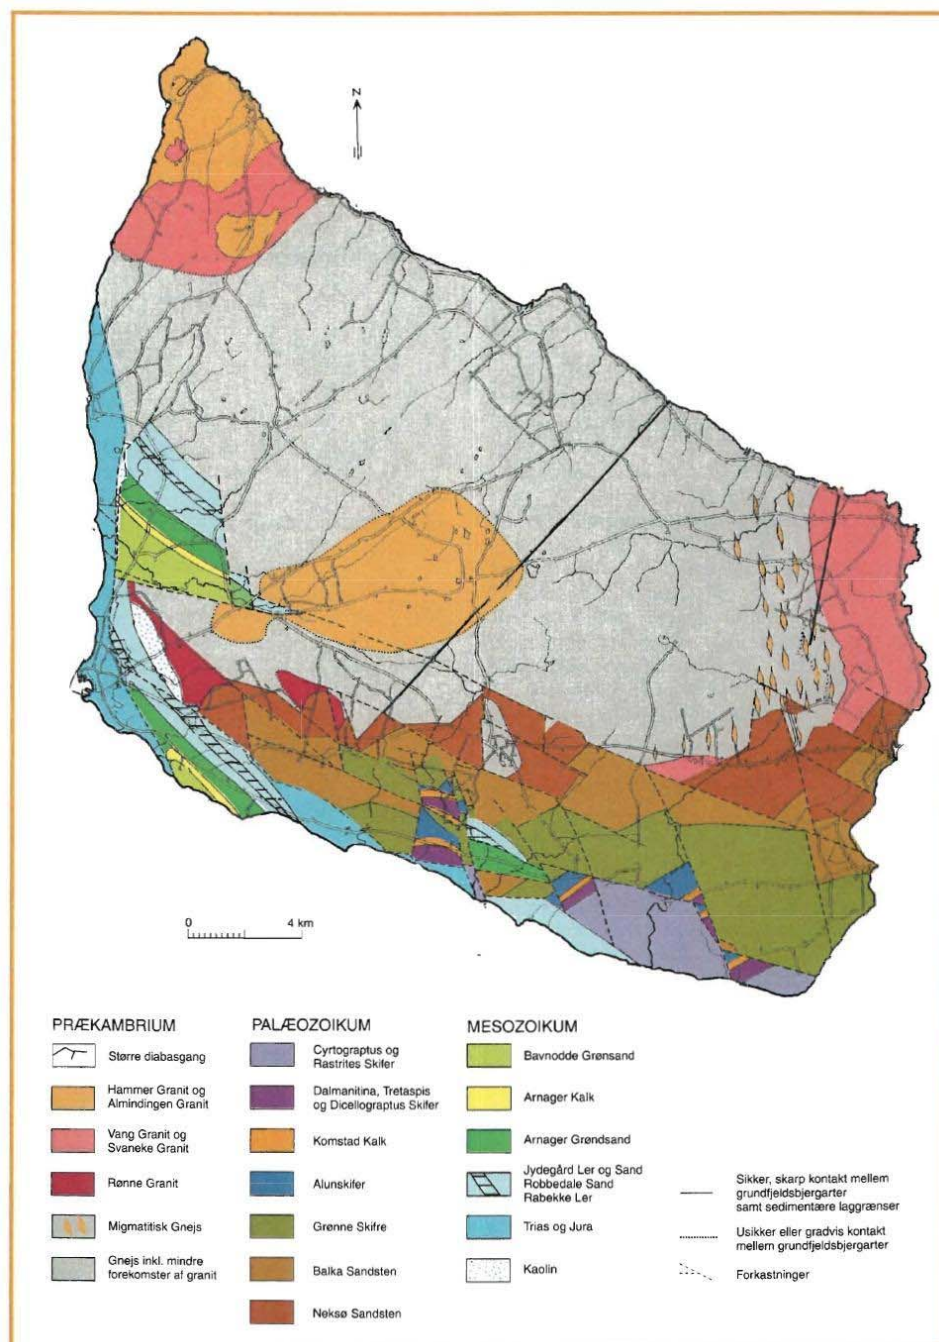 N
0
4 km
PRÆKAMBRIUM
Større diabasgang
Hammer Granit og
Almindingen Granit
Vang Granit og
Svaneke Granit
Rønne Granit
Migmatitisk Gnejs
Gnejs inkl. mindre
forekomster af granit
PALÆOZOIKUM
Cyrtograptus og
Rastrites Skifer
Dalmanitina, Tretaspis
og Dicellograptus Skifer
Komstad Kalk
Alunskifer
Grønne Skifre
Balka Sandsten
Neksø Sandsten
MESOZOIKUM
Bavnodde Grønsand
Arnager Kalk
Arnager Grøndsand
Jydegård Ler og Sand
Robbedale Sand
Rabekke Ler
Trias og Jura
Kaolin
Sikker, skarp kontakt mellem
grundfjeldsbjergarter
samt sedimentære laggrænser
Usikker eller gradvis kontakt
mellem grundfjeldsbjergarter
Forkastninger